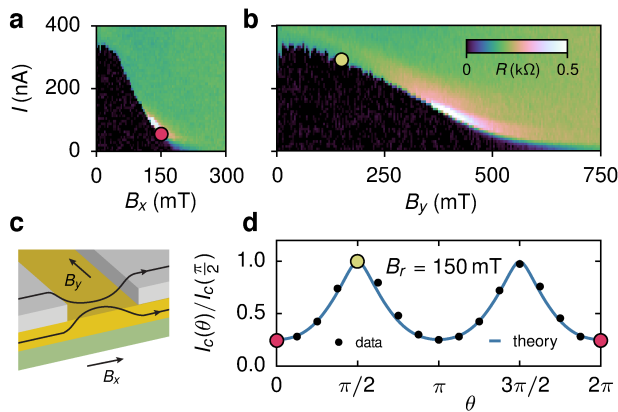 a
400
200
0
I (nA)
0 150 300
Bx (mT)
b
0 R (kΩ) 0.5
0 250 500 750
By (mT)
c
By
Bx
d
1.0
0.5
0.0
Ic(θ)/Ic(π/2)
Br = 150 mT
data theory
0 π/2 π 3π/2 2π
θ